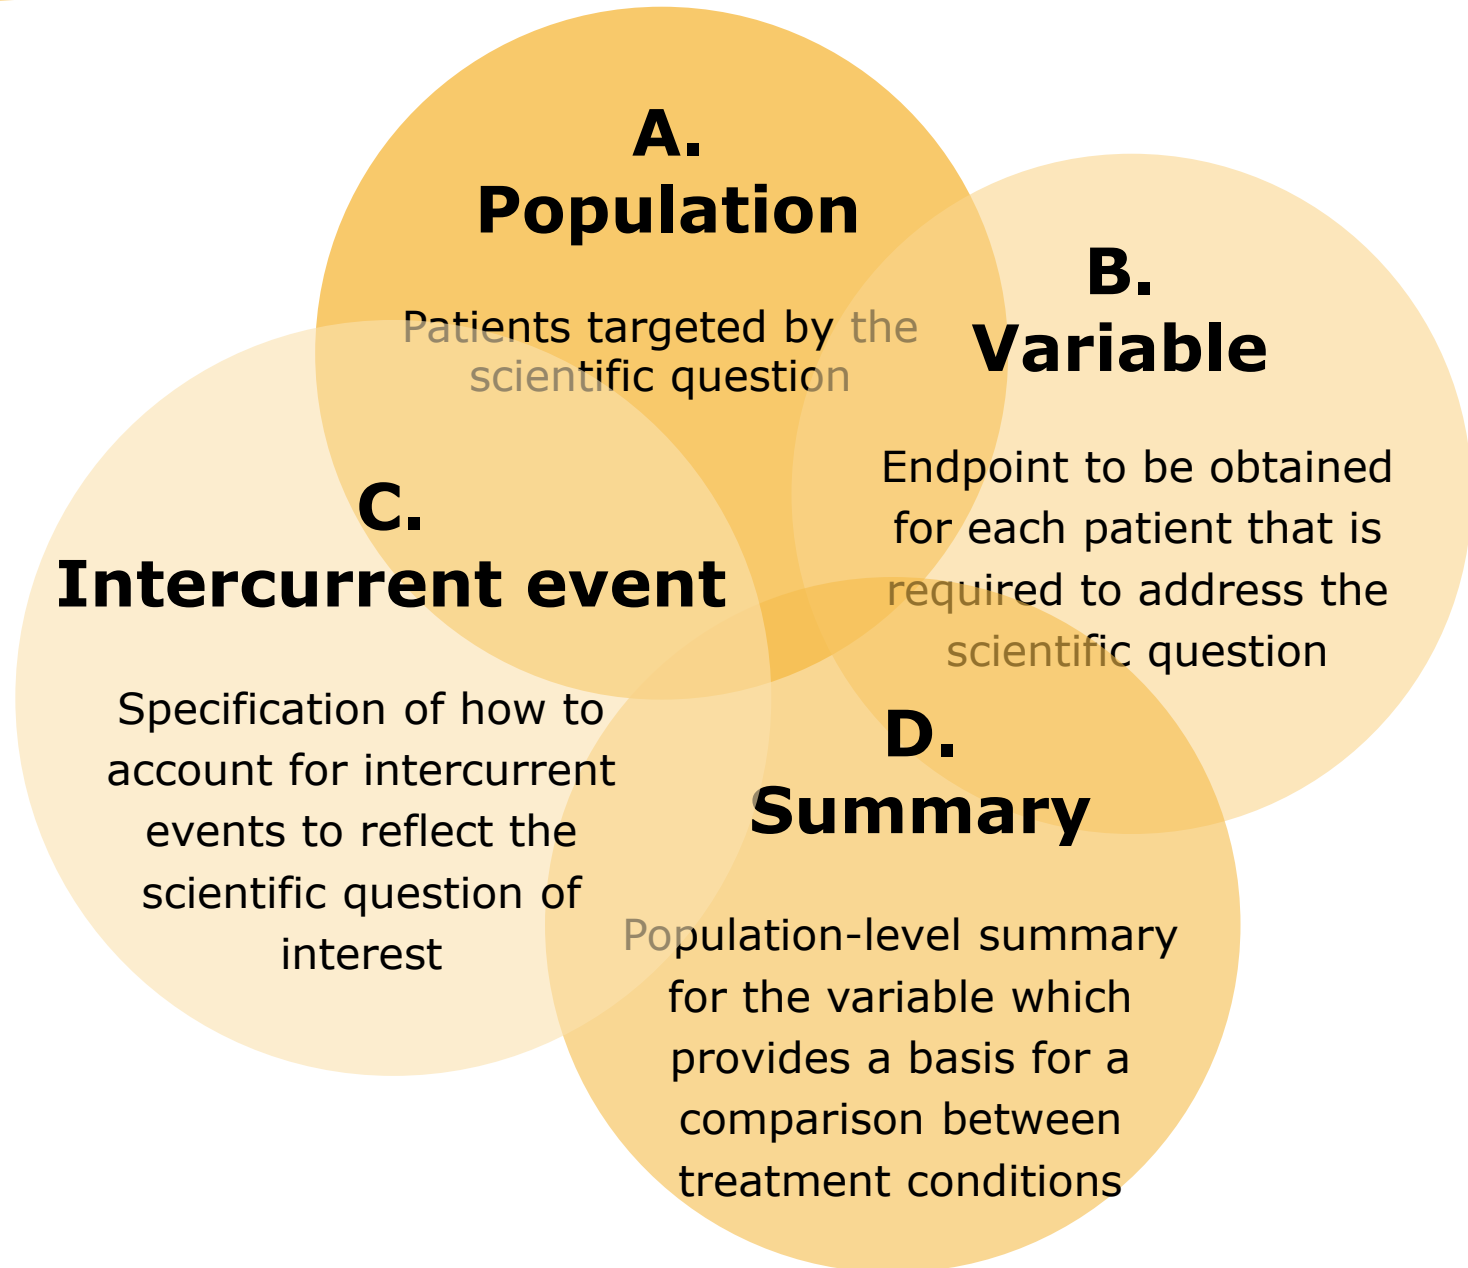 A.
Population
Patients targeted by the
scientific question
B.
Variable
Endpoint to be obtained
for each patient that is
required to address the
scientific question
C.
Intercurrent event
Specification of how to
account for intercurrent
events to reflect the
scientific question of
interest
D.
Summary
Population-level summary
for the variable which
provides a basis for a
comparison between
treatment conditions